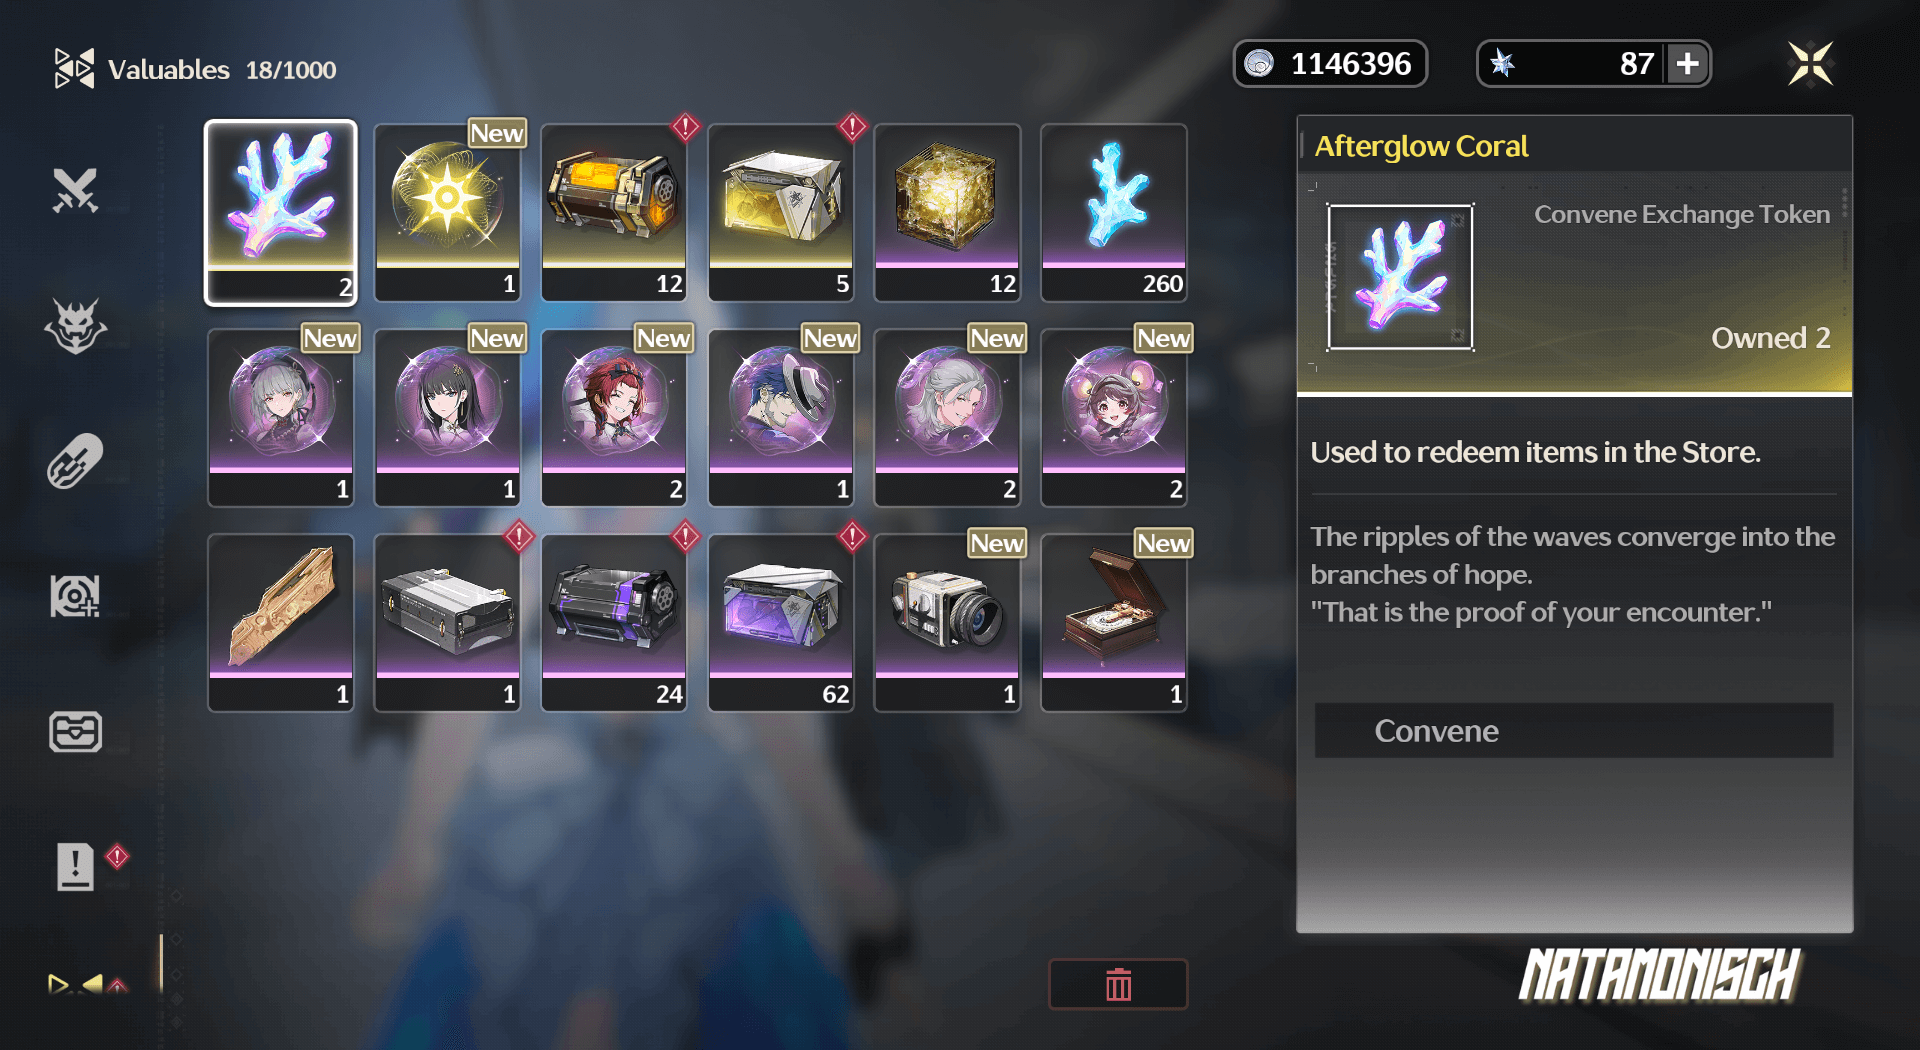 Valuables 18/1000
1146396
87
New
2
1
12
5
12
260
New
New
New
New
New
New
1
1
2
1
2
2
New
New
1
1
24
62
1
1
Afterglow Coral
Convene Exchange Token
Owned 2
Used to redeem items in the Store.
The ripples of the waves converge into the
branches of hope.
"That is the proof of your encounter."
Convene
NATAMONISCH